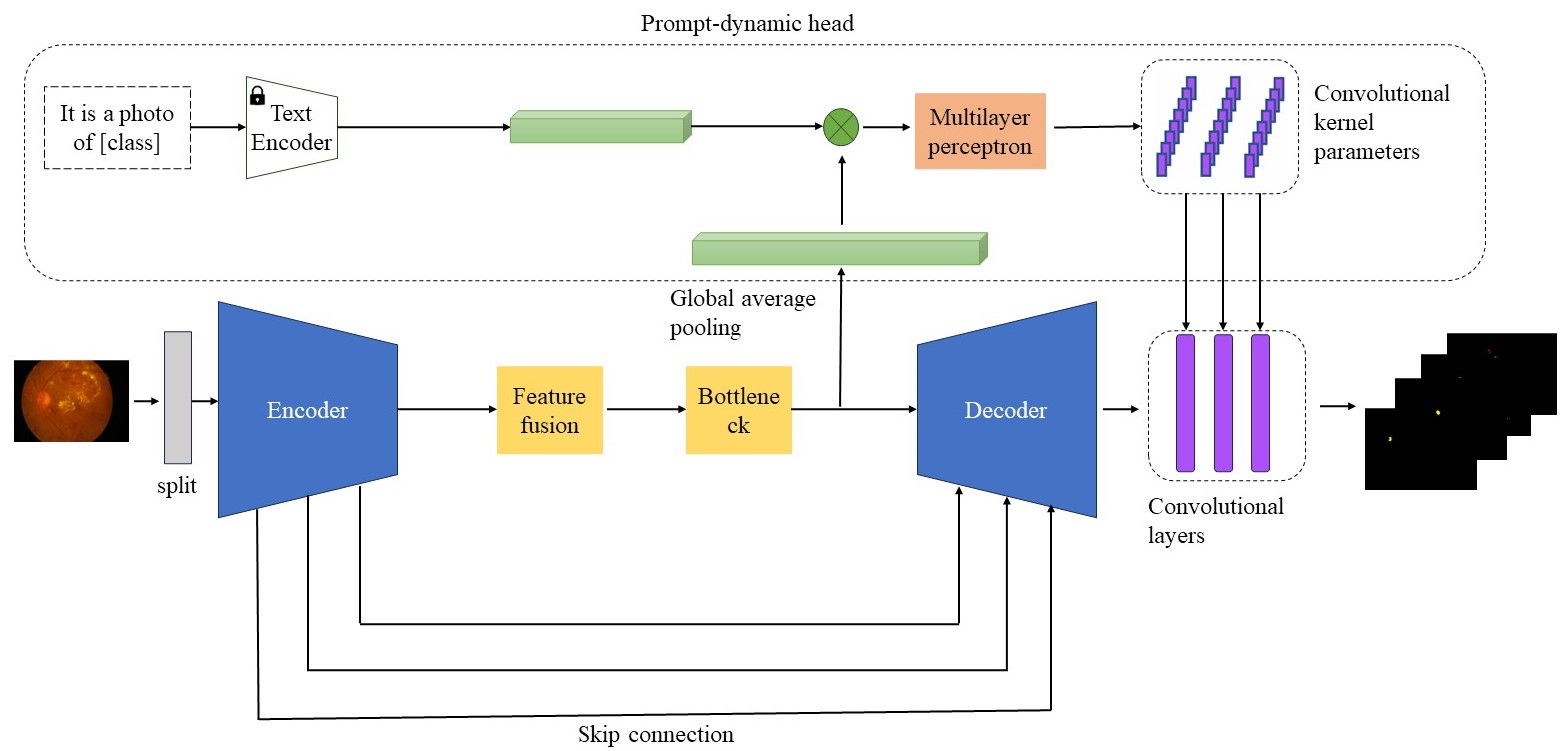 Prompt-dynamic head
It is a photo
of [class]
Text
Encoder
Multilayer
perceptron
Convolutional
kernel
parameters
Global average
pooling
split
Encoder
Feature
fusion
Bottlene
ck
Decoder
Convolutional
layers
Skip connection